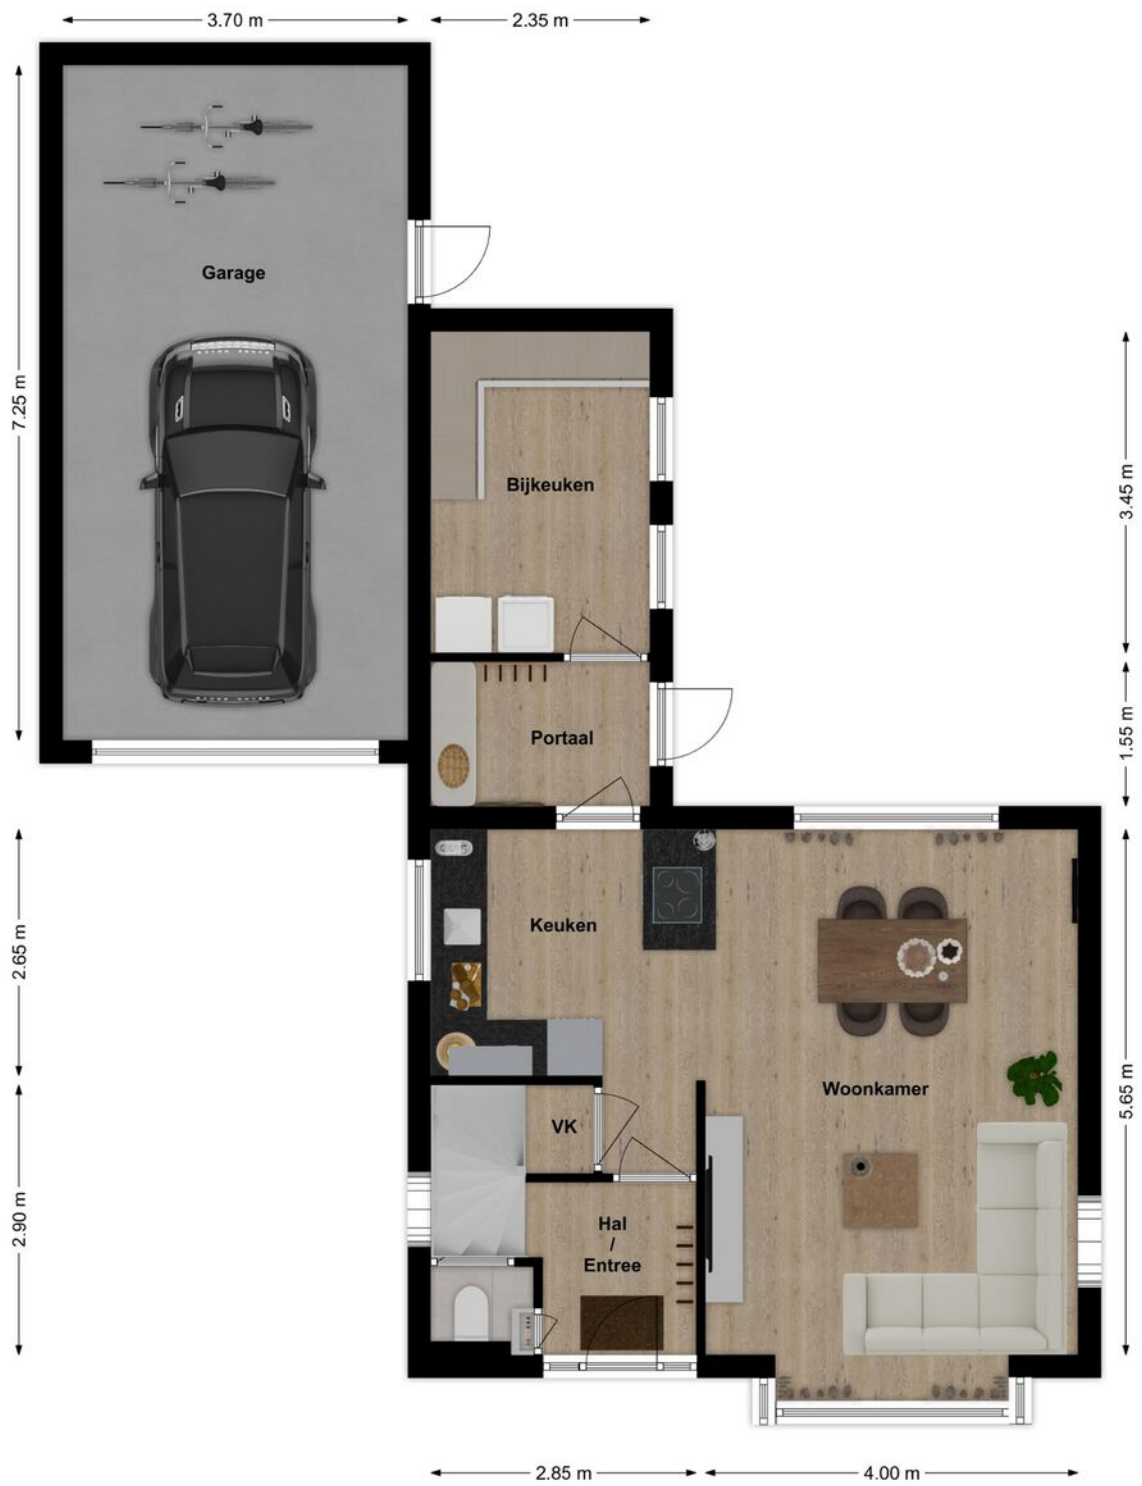 3.70 m
2.35 m
Garage
7.25 m
3.45 m
Bijkeuken
1.55 m
Portaal
2.65 m
Keuken
Woonkamer
5.65 m
VK
2.90 m
Hal
/
Entree
2.85 m
4.00 m